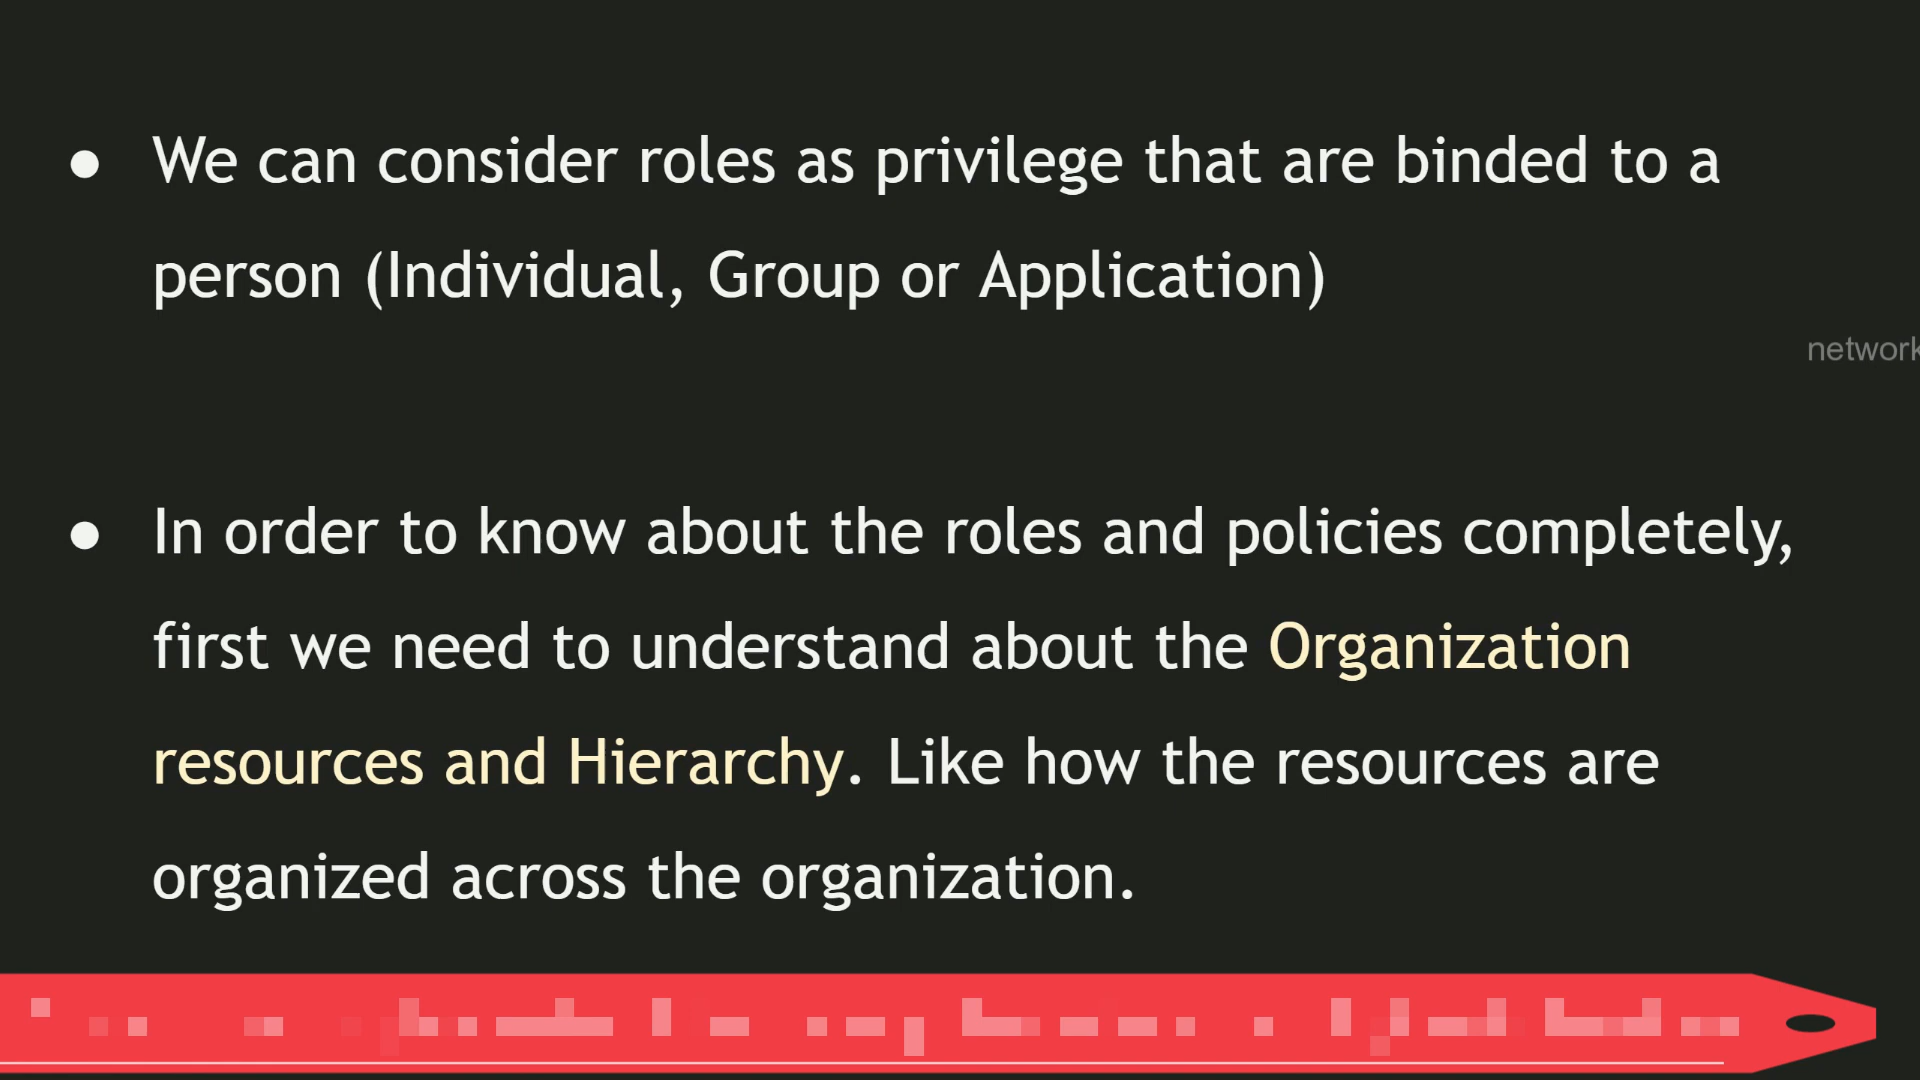 ● We can consider roles as privilege that are binded to a
person (Individual, Group or Application)
network
● In order to know about the roles and policies completely,
first we need to understand about the Organization
resources and Hierarchy. Like how the resources are
organized across the organization.